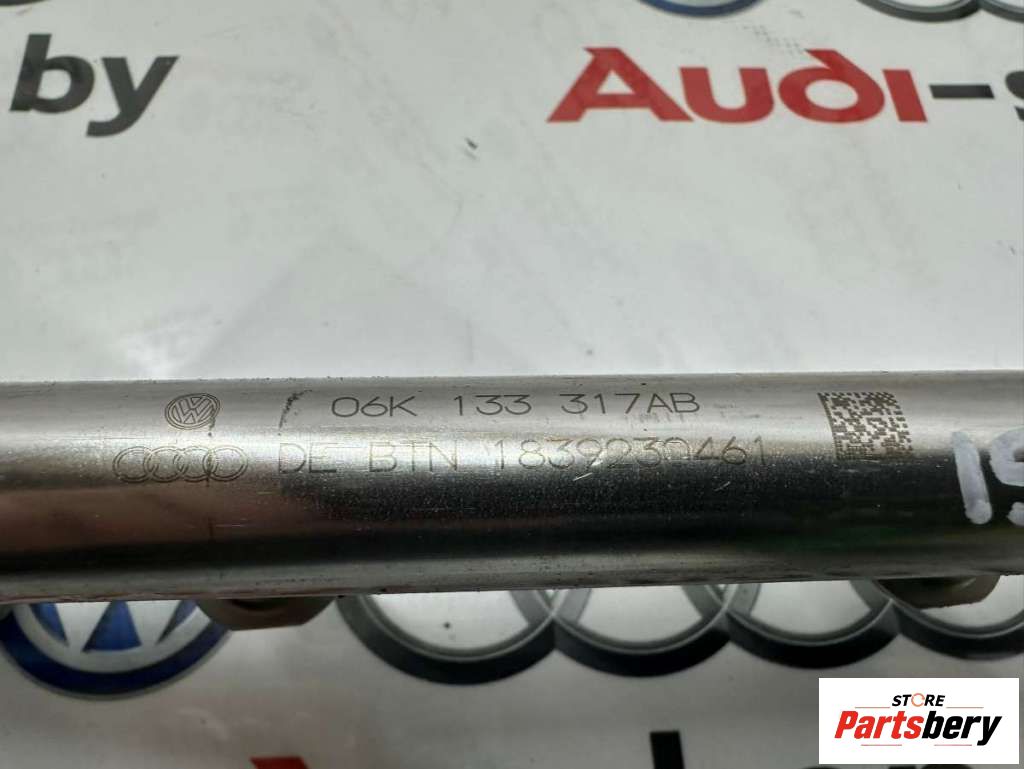 by
Audi-s
06K 133 317AB
DE BTN 1839230461
STORE
Partsbery